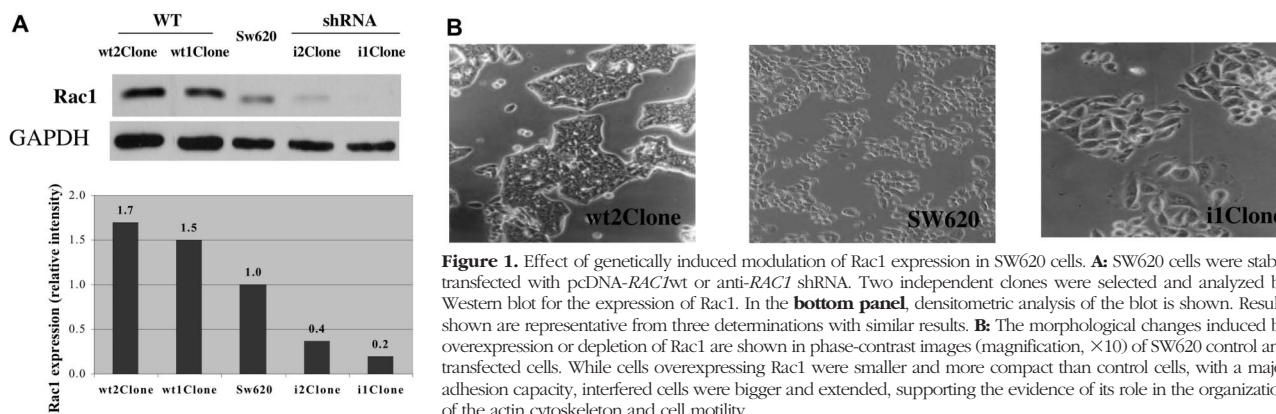 A
WT
shRNA
wt2Clone
wt1Clone
Sw620
i2Clone
i1Clone
Rac1
GAPDH
Rac1 expression (relative intensity)
2.0
1.5
1.0
0.5
0.0
1.7
1.5
1.0
0.4
0.2
wt2Clone
wt1Clone
Sw620
i2Clone
i1Clone
B
wt2Clone
SW620
i1Clone
Figure 1. Effect of genetically induced modulation of Rac1 expression in SW620 cells. A: SW620 cells were stab
transfected with pcDNA-RAC1wt or anti-RAC1 shRNA. Two independent clones were selected and analyzed b
Western blot for the expression of Rac1. In the bottom panel, densitometric analysis of the blot is shown. Resul
shown are representative from three determinations with similar results. B: The morphological changes induced b
overexpression or depletion of Rac1 are shown in phase-contrast images (magnification, ×10) of SW620 control an
transfected cells. While cells overexpressing Rac1 were smaller and more compact than control cells, with a majo
adhesion capacity, interfered cells were bigger and extended, supporting the evidence of its role in the organizatio
of the actin cytoskeleton and cell motility